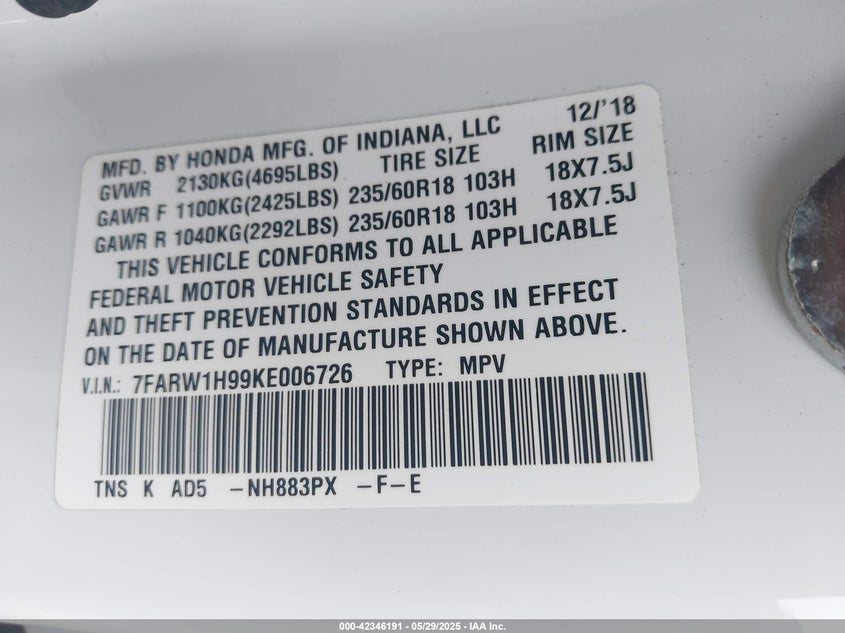 MFD. BY HONDA MFG. OF INDIANA, LLC 12/'18
GVWR 2130KG(4695LBS) TIRE SIZE RIM SIZE
GAWR F 1100KG(2425LBS) 235/60R18 103H 18X7.5J
GAWR R 1040KG(2292LBS) 235/60R18 103H 18X7.5J
THIS VEHICLE CONFORMS TO ALL APPLICABLE
FEDERAL MOTOR VEHICLE SAFETY
AND THEFT PREVENTION STANDARDS IN EFFECT
ON THE DATE OF MANUFACTURE SHOWN ABOVE.
V.I.N.: 7FARW1H99KE006726 TYPE: MPV
TNS K AD5 -NH883PX -F-E
000-42346191 - 05/29/2025 - IAA Inc.